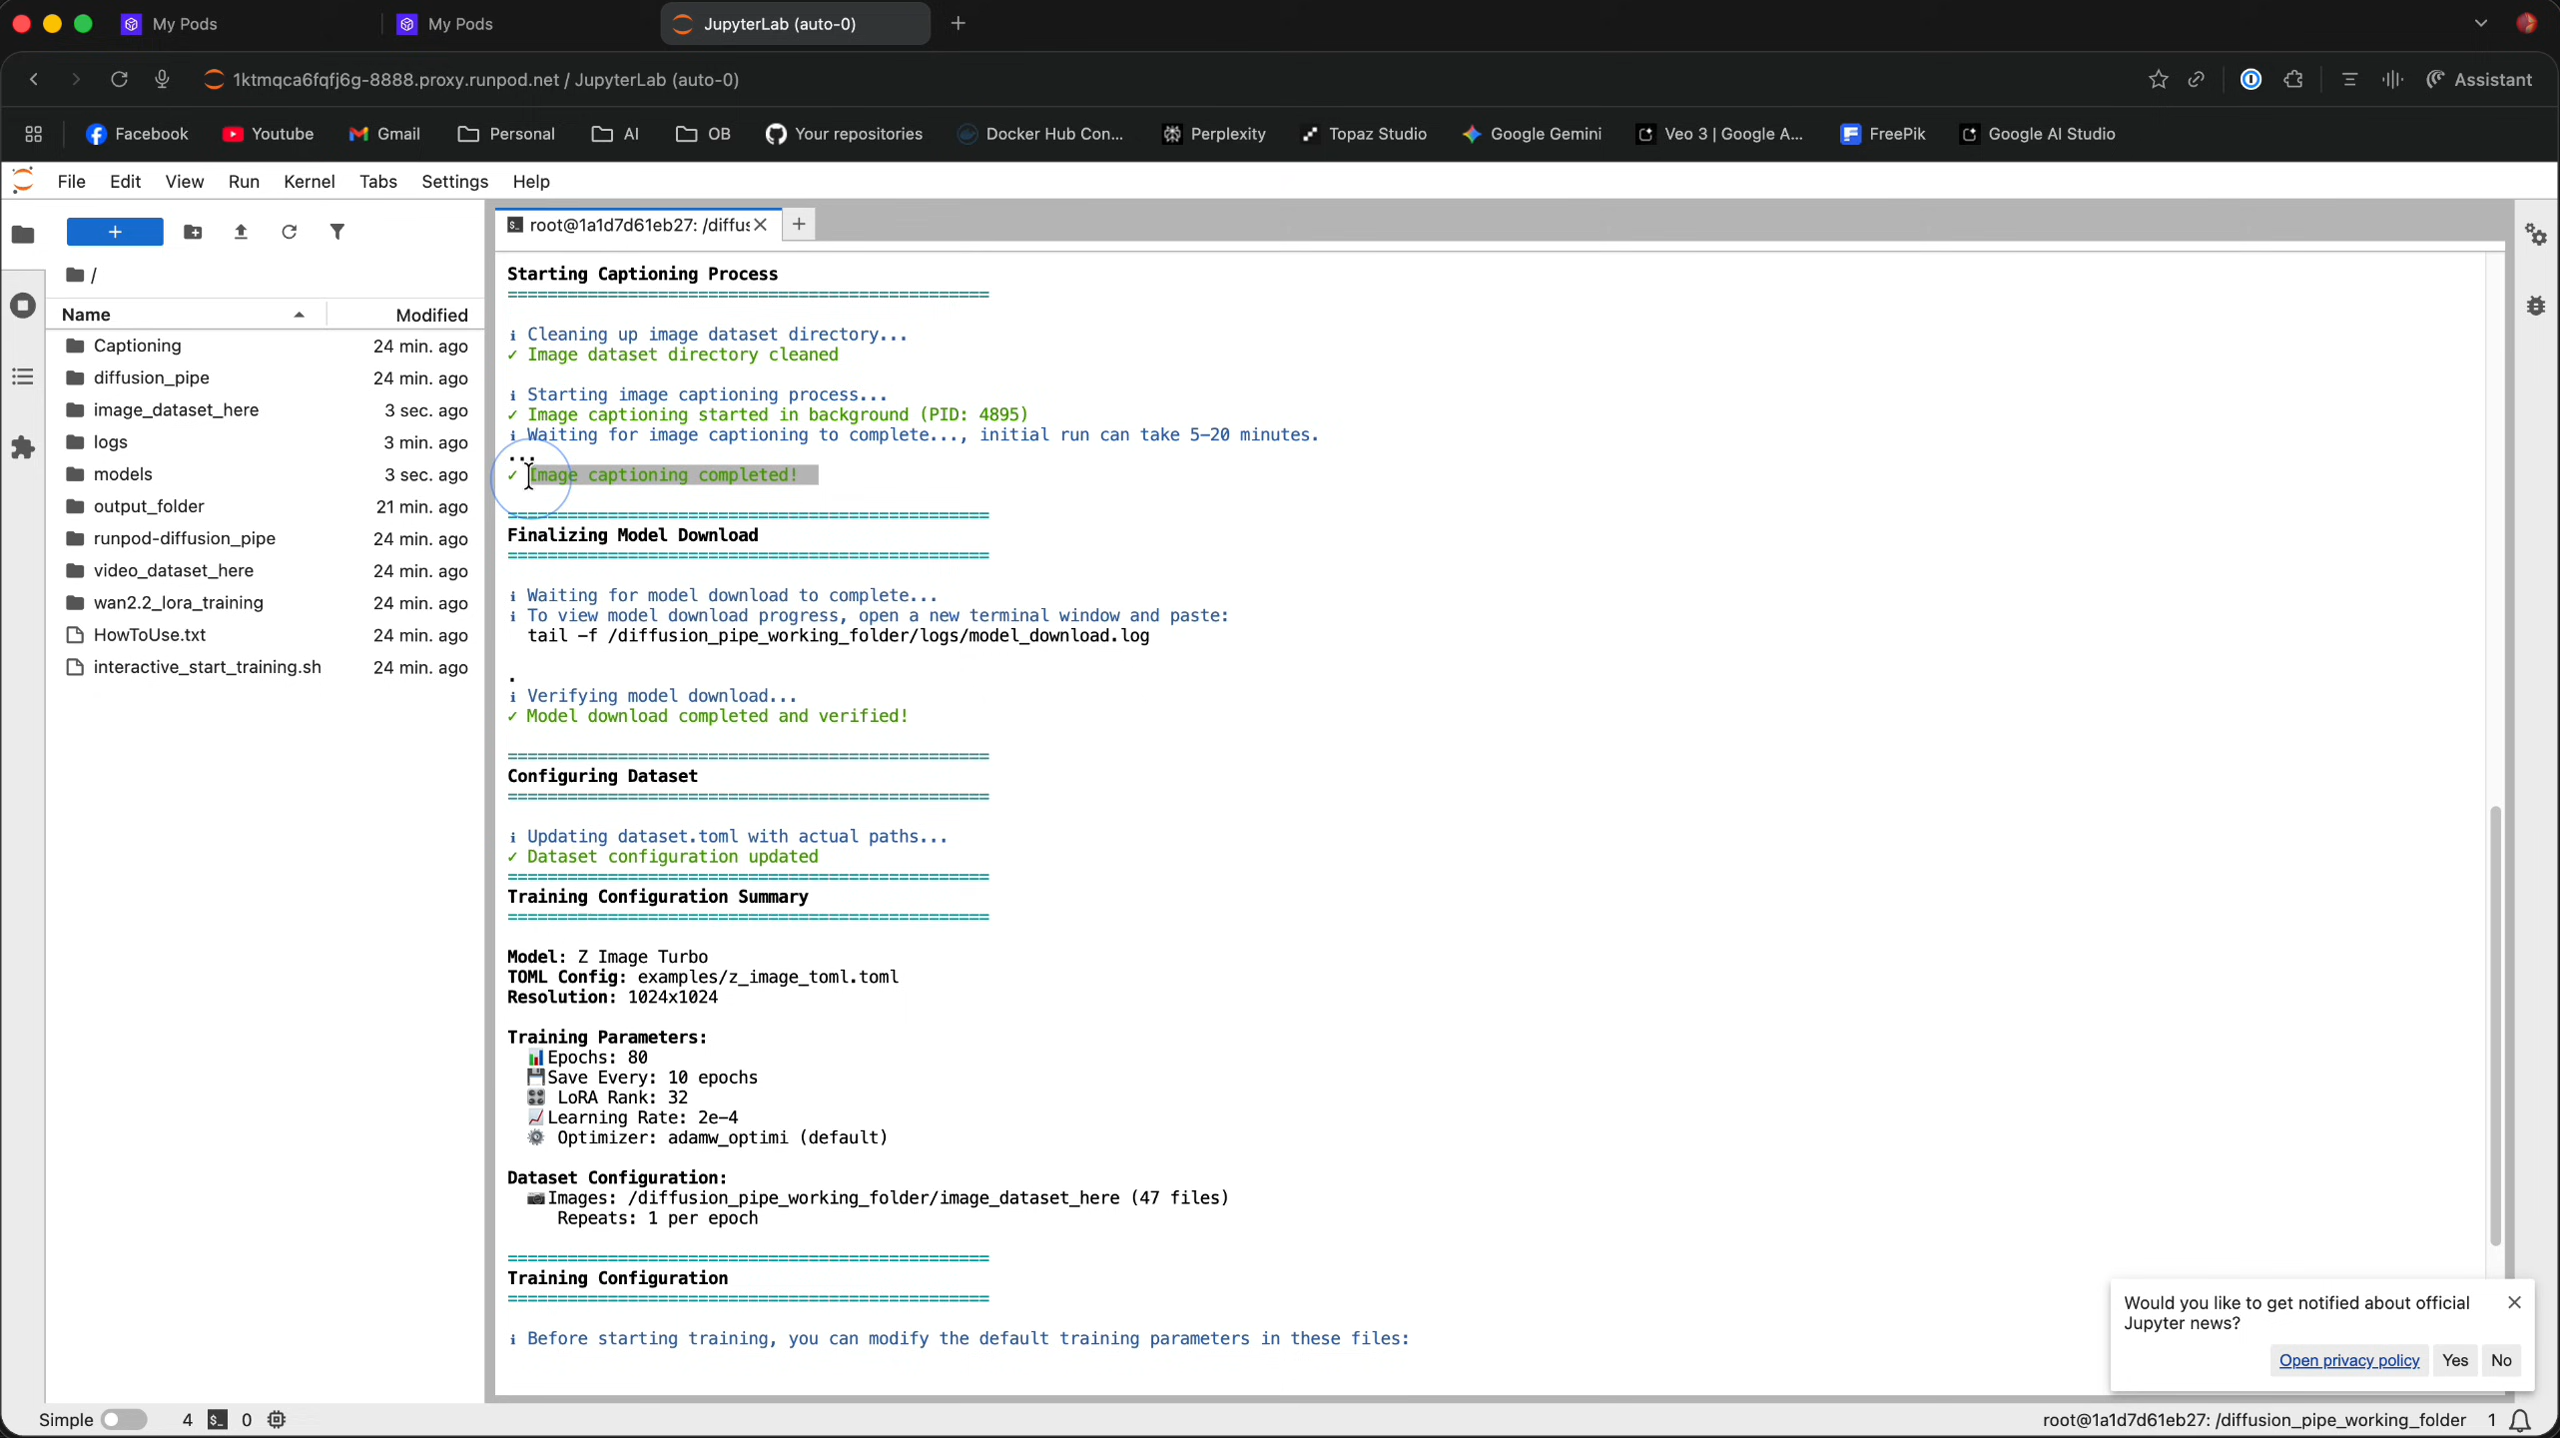 My Pods
My Pods
JupyterLab (auto-0)
1ktmqca6fqfj6g-8888.proxy.runpod.net / JupyterLab (auto-0)
Assistant
Facebook
Youtube
Gmail
Personal
AI
OB
Your repositories
Docker Hub Con...
Perplexity
Topaz Studio
Google Gemini
Veo 3 | Google A...
FreePik
Google AI Studio
File Edit View Run Kernel Tabs Settings Help
root@1a1d7d61eb27: /diffus
/
Name Modified
Captioning 24 min. ago
diffusion_pipe 24 min. ago
image_dataset_here 3 sec. ago
logs 3 min. ago
models 3 sec. ago
output_folder 21 min. ago
runpod-diffusion_pipe 24 min. ago
video_dataset_here 24 min. ago
wan2.2_lora_training 24 min. ago
HowToUse.txt 24 min. ago
interactive_start_training.sh 24 min. ago
Starting Captioning Process
================================================
ℹ Cleaning up image dataset directory...
✓ Image dataset directory cleaned
ℹ Starting image captioning process...
✓ Image captioning started in background (PID: 4895)
ℹ Waiting for image captioning to complete..., initial run can take 5-20 minutes.
...
✓ Image captioning completed!
================================================
Finalizing Model Download
================================================
ℹ Waiting for model download to complete...
ℹ To view model download progress, open a new terminal window and paste:
tail -f /diffusion_pipe_working_folder/logs/model_download.log
.
ℹ Verifying model download...
✓ Model download completed and verified!
================================================
Configuring Dataset
================================================
ℹ Updating dataset.toml with actual paths...
✓ Dataset configuration updated
================================================
Training Configuration Summary
================================================
Model: Z Image Turbo
TOML Config: examples/z_image_toml.toml
Resolution: 1024x1024
Training Parameters:
📊Epochs: 80
💾Save Every: 10 epochs
🎛 LoRA Rank: 32
📈Learning Rate: 2e-4
⚙ Optimizer: adamw_optimi (default)
Dataset Configuration:
📷Images: /diffusion_pipe_working_folder/image_dataset_here (47 files)
Repeats: 1 per epoch
================================================
Training Configuration
================================================
ℹ Before starting training, you can modify the default training parameters in these files:
Would you like to get notified about official
Jupyter news?
Open privacy policy Yes No
Simple 4 0
root@1a1d7d61eb27: /diffusion_pipe_working_folder 1